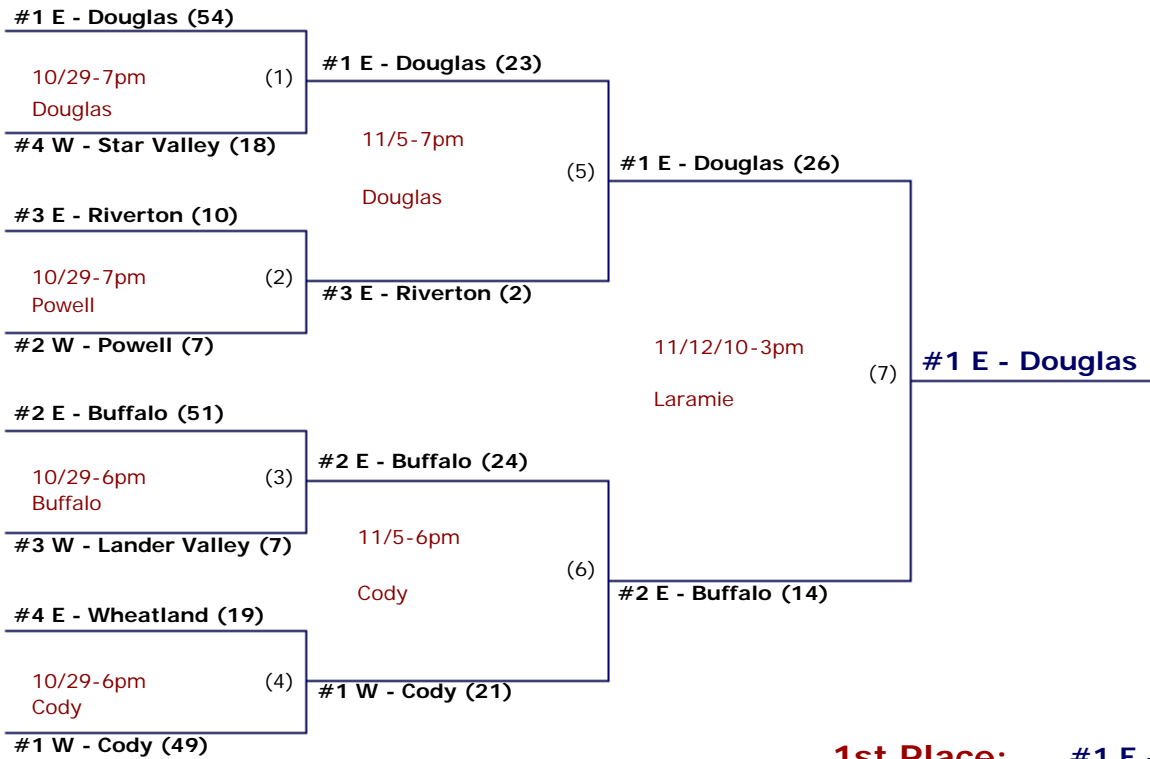 #1 E - Douglas (54)
10/29-7pm (1)
Douglas
#4 W - Star Valley (18)
#3 E - Riverton (10)
10/29-7pm (2)
Powell
#2 W - Powell (7)
#2 E - Buffalo (51)
10/29-6pm (3)
Buffalo
#3 W - Lander Valley (7)
#4 E - Wheatland (19)
10/29-6pm (4)
Cody
#1 W - Cody (49)
#1 E - Douglas (23)
11/5-7pm
(5)
Douglas
#3 E - Riverton (2)
#2 E - Buffalo (24)
11/5-6pm
(6)
Cody
#1 W - Cody (21)
#1 E - Douglas (26)
11/12/10-3pm
(7)
Laramie
#2 E - Buffalo (14)
#1 E - Douglas
1st Place: #1 E -